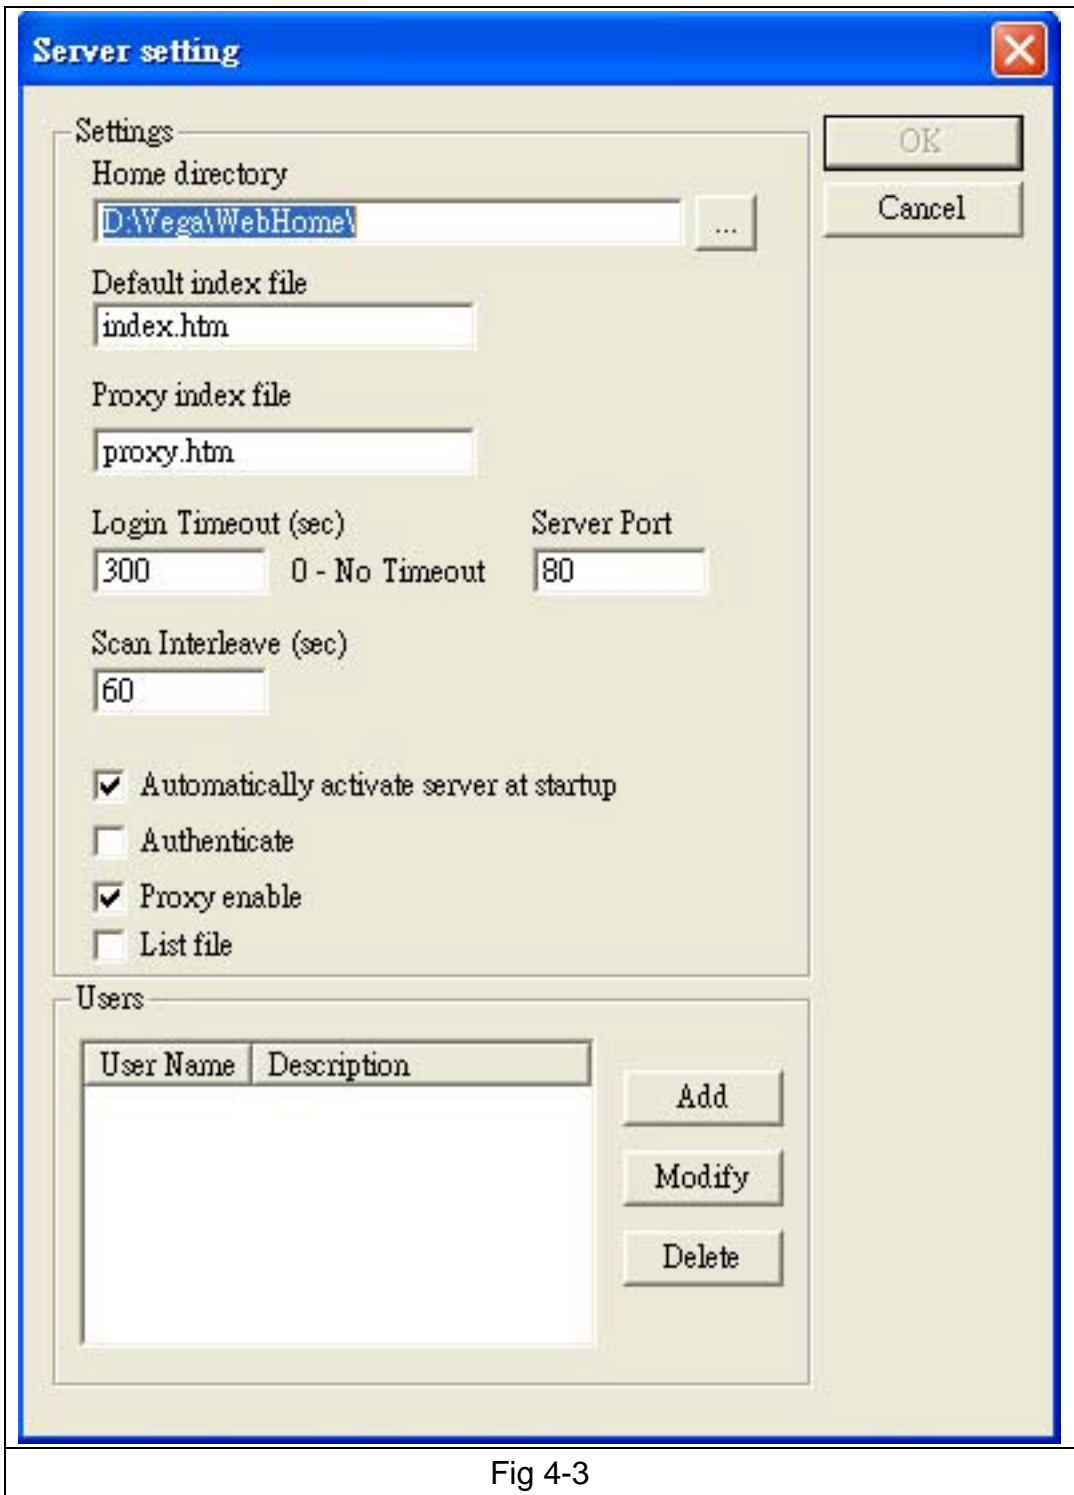 Server setting
Settings
OK
Home directory
Cancel
D:\Vega\WebHome\
...
Default index file
index.htm
Proxy index file
proxy.htm
Login Timeout (sec)
Server Port
300
0 - No Timeout
80
Scan Interleave (sec)
60
Automatically activate server at startup
Authenticate
Proxy enable
List file
Users
User Name
Description
Add
Modify
Delete
Fig 4-3